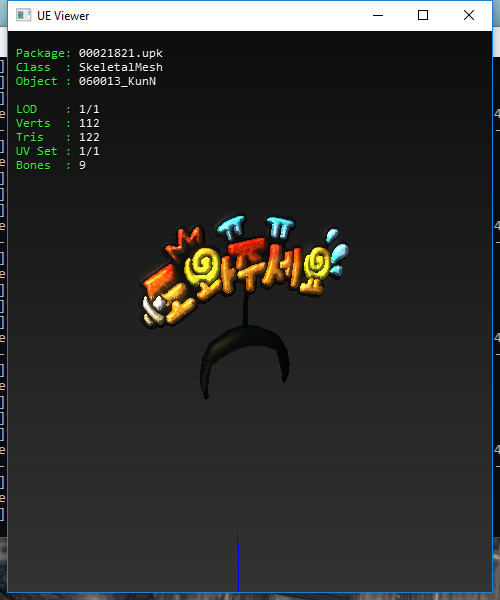 UE Viewer
Package: 00021821.upk
Class : SkeletalMesh
Object : 060013_KunN
LOD : 1/1
Verts : 112
Tris : 122
UV Set : 1/1
Bones : 9
ㅠㅠ
도와주세요